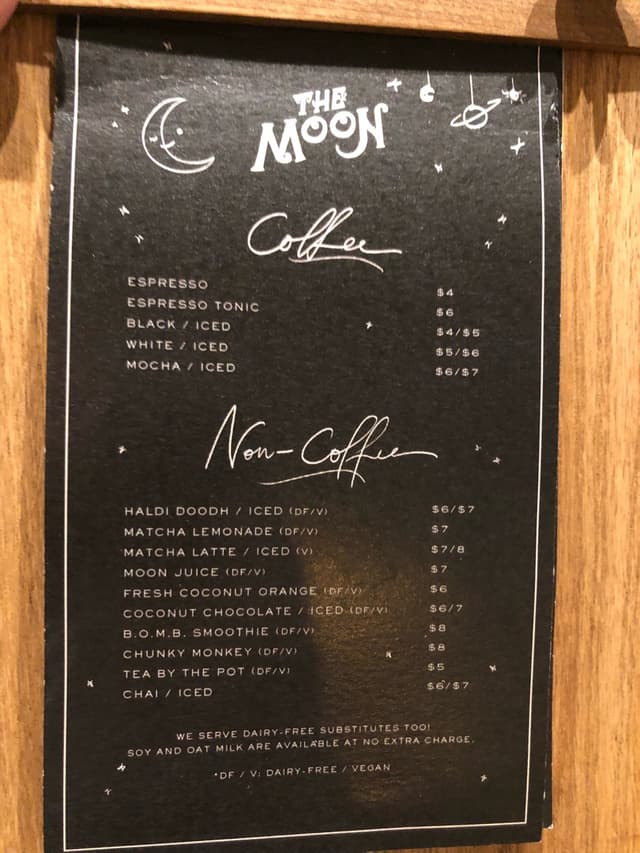 THE
MOON
Coffee
ESPRESSO $4
ESPRESSO TONIC $6
BLACK / ICED $4/$5
WHITE / ICED $5/$6
MOCHA / ICED $6/$7
Non-Coffee
HALDI DOODH / ICED (DF/V) $6/$7
MATCHA LEMONADE (DF/V) $7
MATCHA LATTE / ICED (V) $7/8
MOON JUICE (DF/V) $7
FRESH COCONUT ORANGE (DF/V) $6
COCONUT CHOCOLATE / ICED (DF/V) $6/7
B.O.M.B. SMOOTHIE (DF/V) $8
CHUNKY MONKEY (DF/V) $8
TEA BY THE POT (DF/V) $5
CHAI / ICED $6/$7
WE SERVE DAIRY-FREE SUBSTITUTES TOO!
SOY AND OAT MILK ARE AVAILABLE AT NO EXTRA CHARGE.
*DF / V: DAIRY-FREE / VEGAN